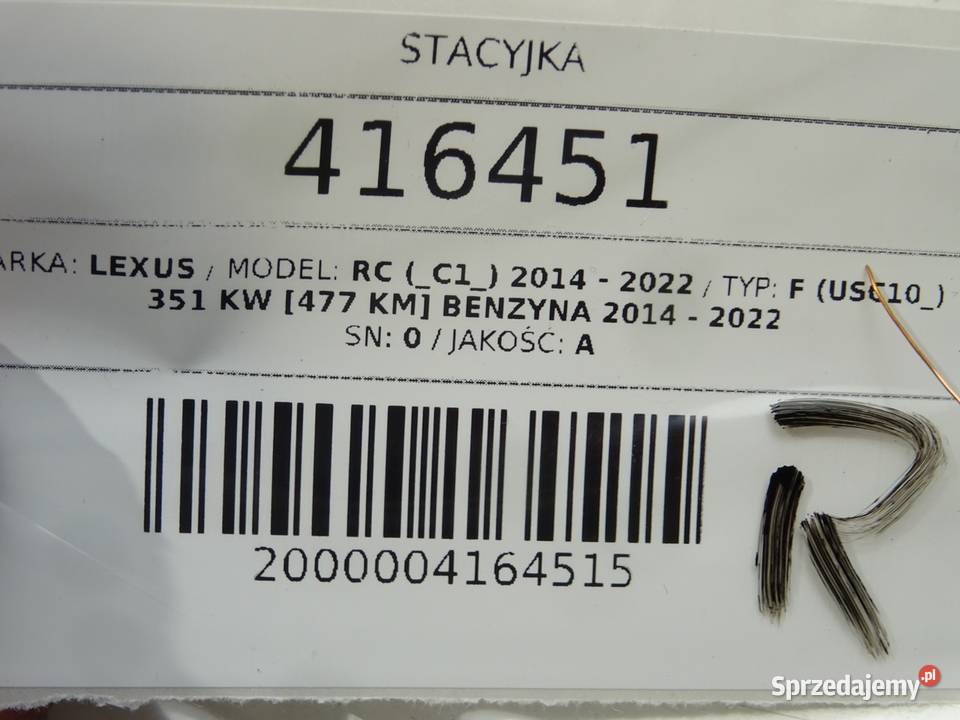 STACYJKA
416451
ARKA: LEXUS / MODEL: RC (_C1_) 2014 - 2022 / TYP: F (USC10_)
351 KW [477 KM] BENZYNA 2014 - 2022
SN: 0 / JAKOŚĆ: A
2000004164515
R
Sprzedajemy.pl